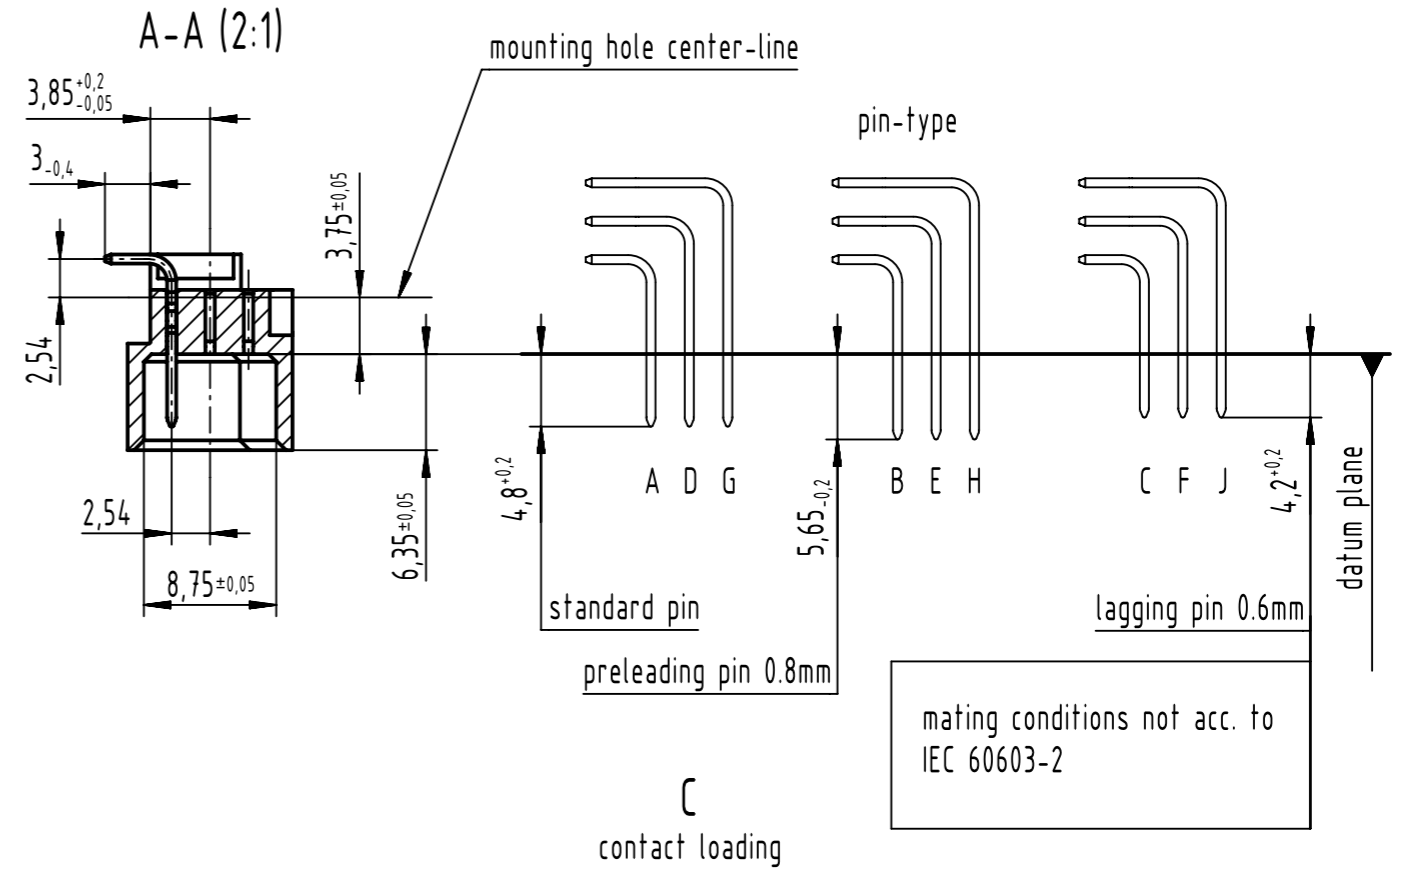 A-A (2:1)
mounting hole center-line
3,85+0,2 -0,05
pin-type
3-0,4
3,75±0,05
2,54
A D G
B E H
C F J
4,8+0,2
5,65-0,2
4,2+0,2
datum plane
2,54
6,35±0,05
8,75±0,05
standard pin
lagging pin 0.6mm
preleading pin 0.8mm
mating conditions not acc. to
IEC 60603-2
C
contact loading